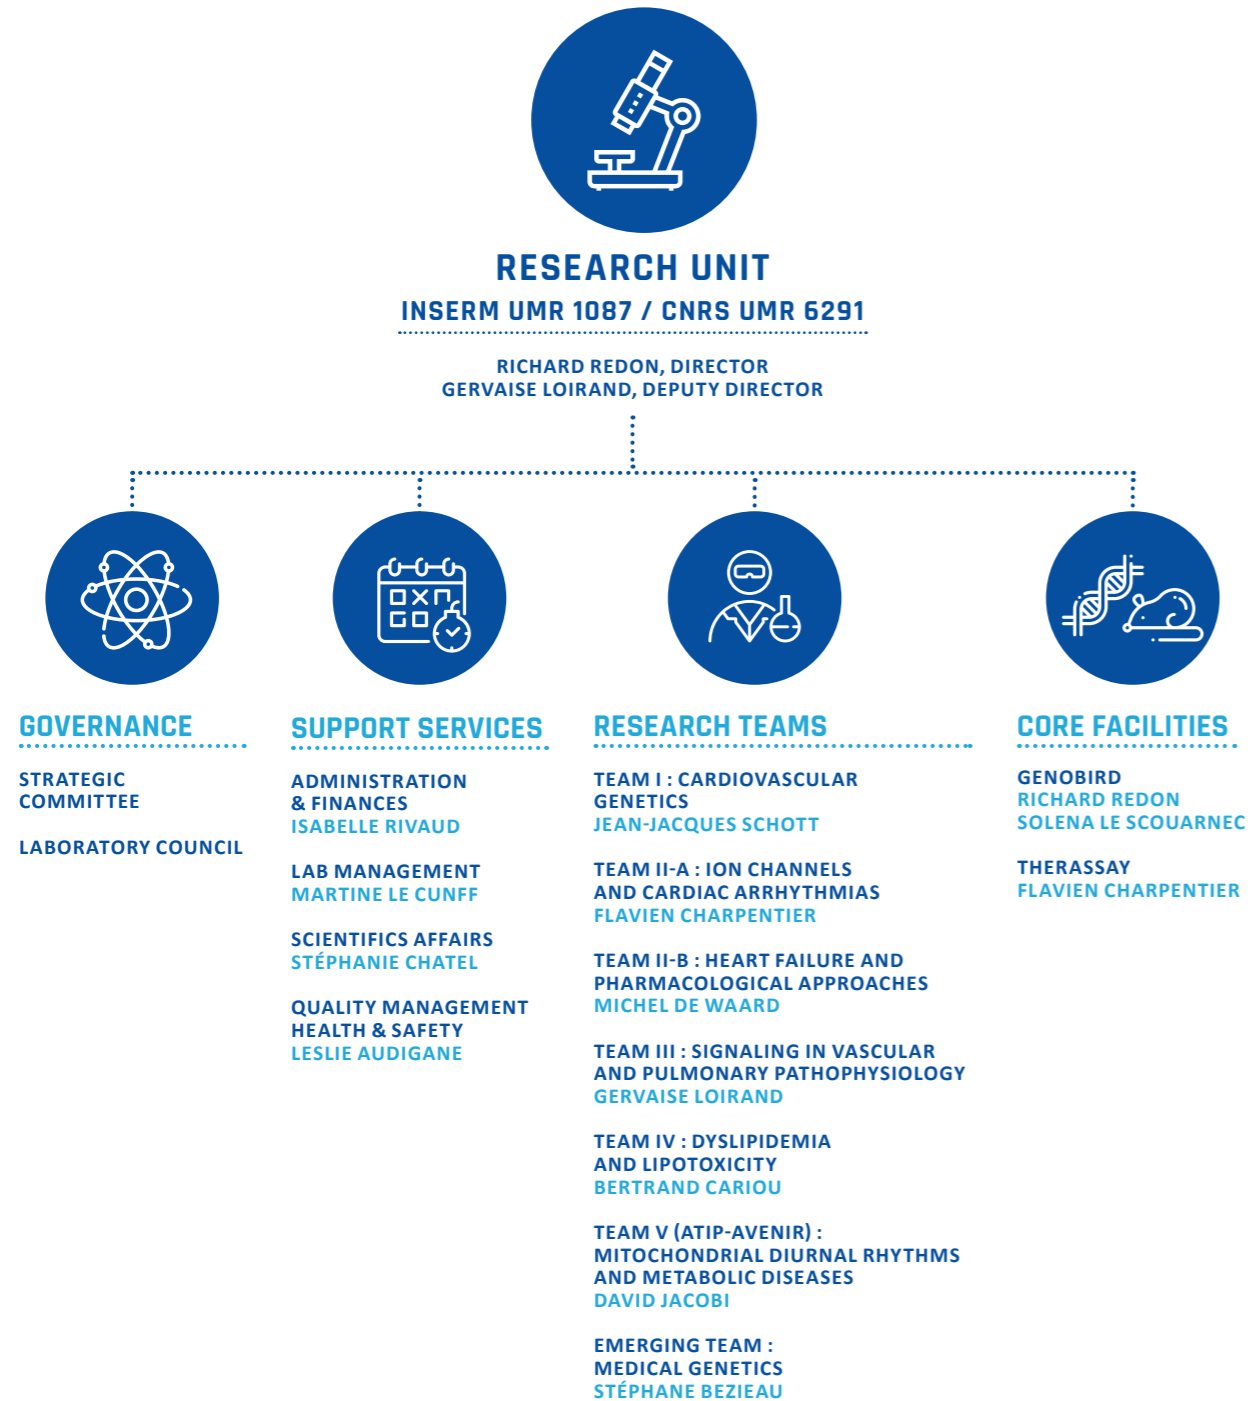 RESEARCH UNIT
INSERM UMR 1087 / CNRS UMR 6291
RICHARD REDON, DIRECTOR
GERVAISE LOIRAND, DEPUTY DIRECTOR
GOVERNANCE
STRATEGIC
COMMITTEE
LABORATORY COUNCIL
SUPPORT SERVICES
ADMINISTRATION
& FINANCES
ISABELLE RIVAUD
LAB MANAGEMENT
MARTINE LE CUNFF
SCIENTIFICS AFFAIRS
STÉPHANIE CHATEL
QUALITY MANAGEMENT
HEALTH & SAFETY
LESLIE AUDIGANE
RESEARCH TEAMS
TEAM I : CARDIOVASCULAR
GENETICS
JEAN-JACQUES SCHOTT
TEAM II-A : ION CHANNELS
AND CARDIAC ARRHYTHMIAS
FLAVIEN CHARPENTIER
TEAM II-B : HEART FAILURE AND
PHARMACOLOGICAL APPROACHES
MICHEL DE WAARD
TEAM III : SIGNALING IN VASCULAR
AND PULMONARY PATHOPHYSIOLOGY
GERVAISE LOIRAND
TEAM IV : DYSLIPIDEMIA
AND LIPOTOXICITY
BERTRAND CARIOU
TEAM V (ATIP-AVENIR) :
MITOCHONDRIAL DIURNAL RHYTHMS
AND METABOLIC DISEASES
DAVID JACOBI
EMERGING TEAM :
MEDICAL GENETICS
STÉPHANE BEZIEAU
CORE FACILITIES
GENOBIRD
RICHARD REDON
SOLENA LE SCOUARNEC
THERASSAY
FLAVIEN CHARPENTIER